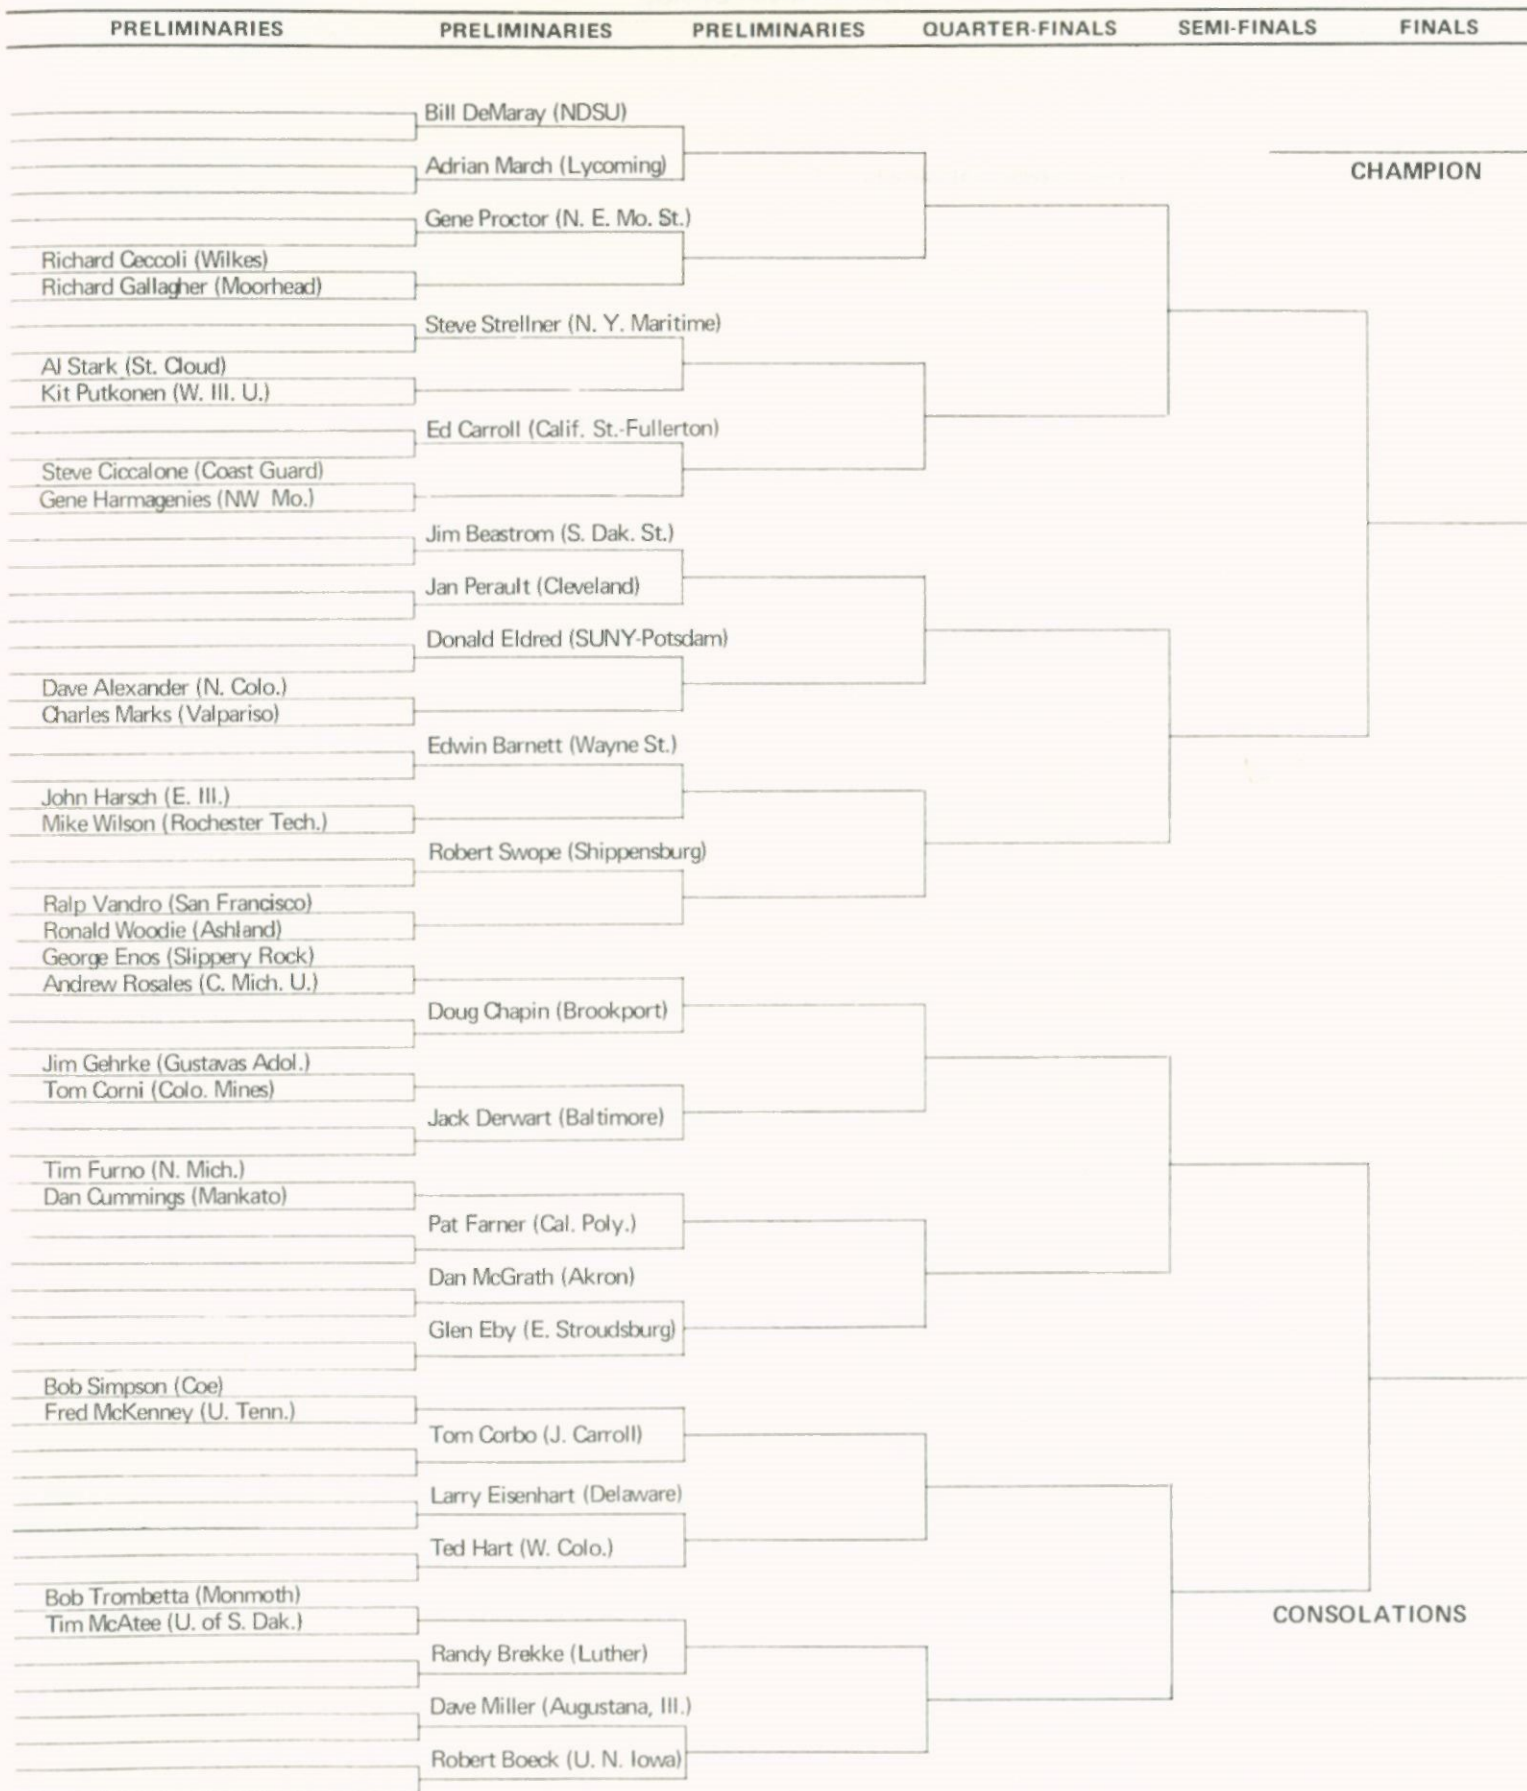 PRELIMINARIES PRELIMINARIES PRELIMINARIES QUARTER-FINALS SEMI-FINALS FINALS
Bill DeMaray (NDSU)
Adrian March (Lycoming)
CHAMPION
Gene Proctor (N. E. Mo. St.)
Richard Ceccoli (Wilkes)
Richard Gallagher (Moorhead)
Steve Strellner (N. Y. Maritime)
Al Stark (St. Cloud)
Kit Putkonen (W. Ill. U.)
Ed Carroll (Calif. St.-Fullerton)
Steve Ciccalone (Coast Guard)
Gene Harmagenies (NW Mo.)
Jim Beastrom (S. Dak. St.)
Jan Perault (Cleveland)
Donald Eldred (SUNY-Potsdam)
Dave Alexander (N. Colo.)
Charles Marks (Valpariso)
Edwin Barnett (Wayne St.)
John Harsch (E. Ill.)
Mike Wilson (Rochester Tech.)
Robert Swope (Shippensburg)
Ralp Vandro (San Francisco)
Ronald Woodie (Ashland)
George Enos (Slippery Rock)
Andrew Rosales (C. Mich. U.)
Doug Chapin (Brookport)
Jim Gehrke (Gustavas Adol.)
Tom Corni (Colo. Mines)
Jack Derwart (Baltimore)
Tim Furno (N. Mich.)
Dan Cummings (Mankato)
Pat Farner (Cal. Poly.)
Dan McGrath (Akron)
Glen Eby (E. Stroudsburg)
Bob Simpson (Coe)
Fred McKenney (U. Tenn.)
Tom Corbo (J. Carroll)
Larry Eisenhart (Delaware)
Ted Hart (W. Colo.)
Bob Trombetta (Monmoth)
Tim McAtee (U. of S. Dak.)
CONSOLATIONS
Randy Brekke (Luther)
Dave Miller (Augustana, Ill.)
Robert Boeck (U. N. Iowa)